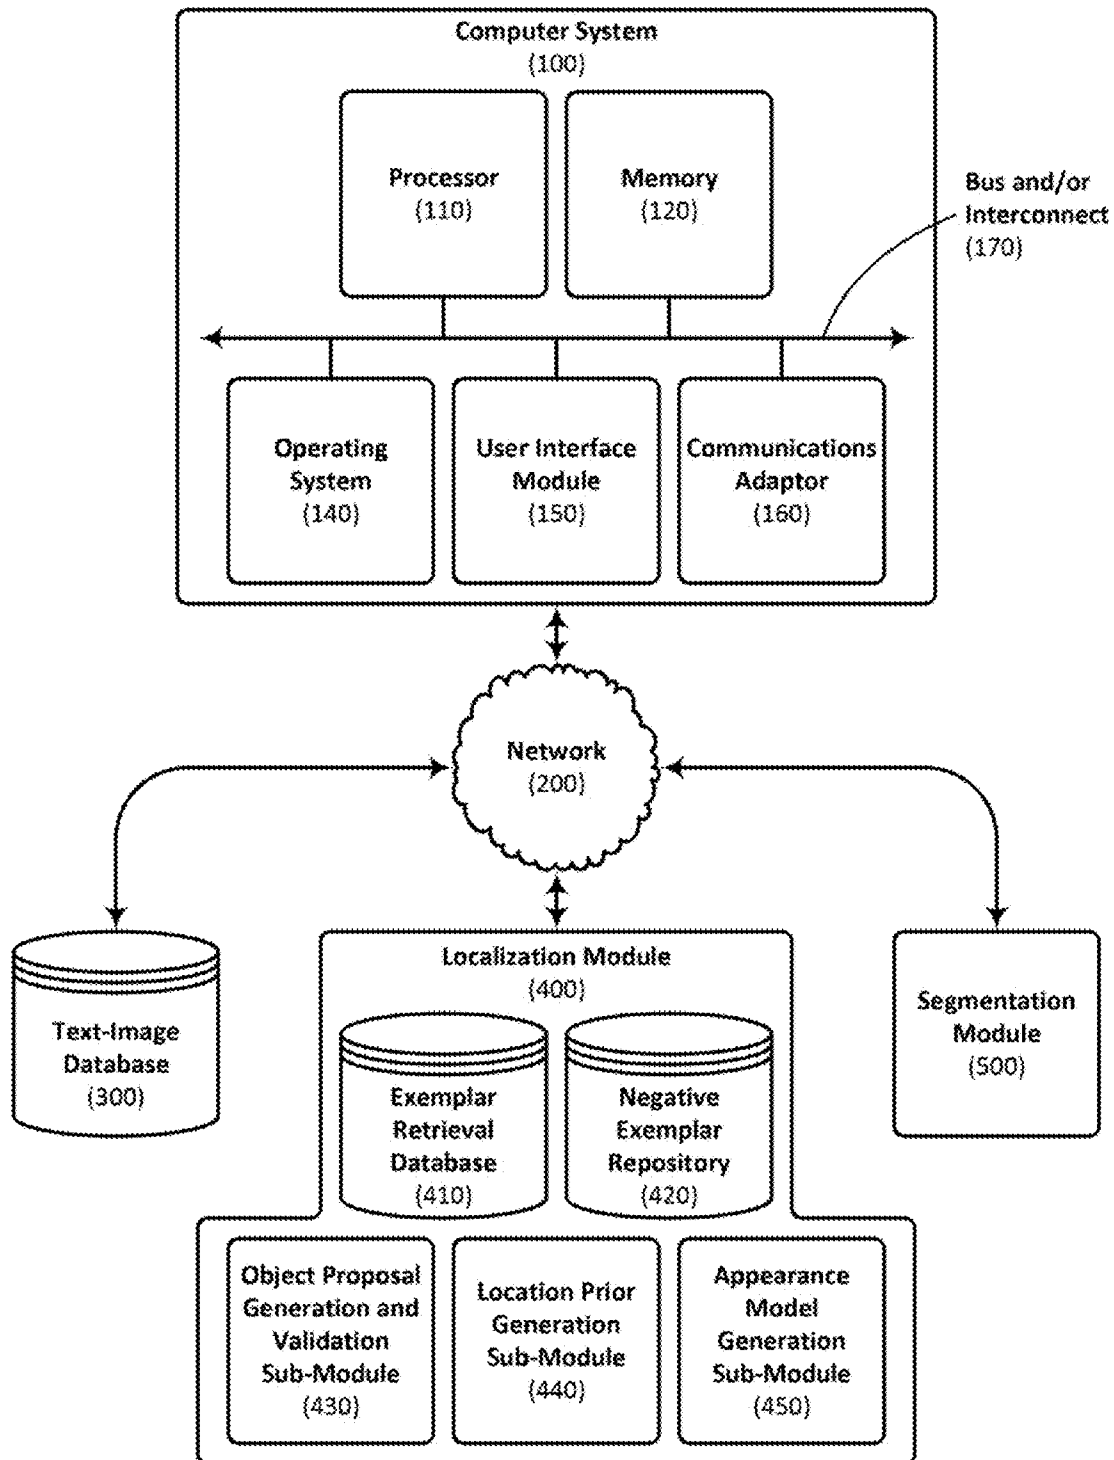 Computer System
(100)
Processor
(110)
Memory
(120)
Bus and/or
Interconnect
(170)
Operating
System
(140)
User Interface
Module
(150)
Communications
Adaptor
(160)
Network
(200)
Text-Image
Database
(300)
Localization Module
(400)
Exemplar
Retrieval
Database
(410)
Negative
Exemplar
Repository
(420)
Segmentation
Module
(500)
Object Proposal
Generation and
Validation
Sub-Module
(430)
Location Prior
Generation
Sub-Module
(440)
Appearance
Model
Generation
Sub-Module
(450)